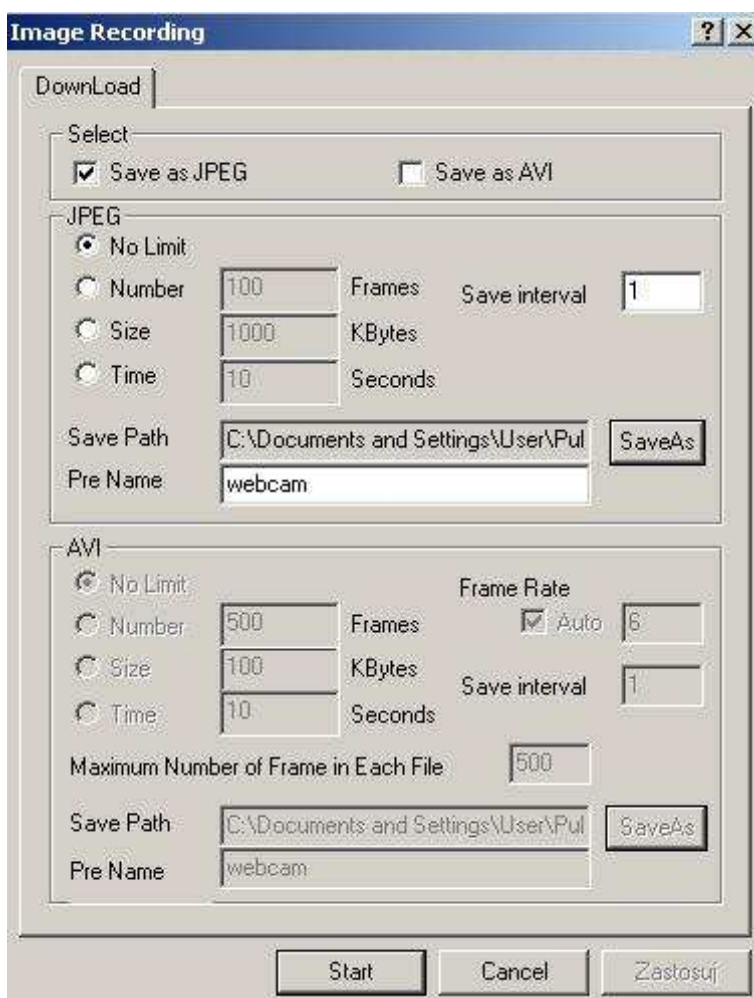 Image Recording
DownLoad
Select
Save as JPEG Save as AVI
JPEG
No Limit
Number 100 Frames Save interval 1
Size 1000 KBytes
Time 10 Seconds
Save Path C:\Documents and Settings\User\Pul SaveAs
Pre Name webcam
AVI
No Limit Frame Rate
Number 500 Frames Auto 6
Size 100 KBytes
Save interval 1
Time 10 Seconds
Maximum Number of Frame in Each File 500
Save Path C:\Documents and Settings\User\Pul SaveAs
Pre Name webcam
Start Cancel Zastosuj